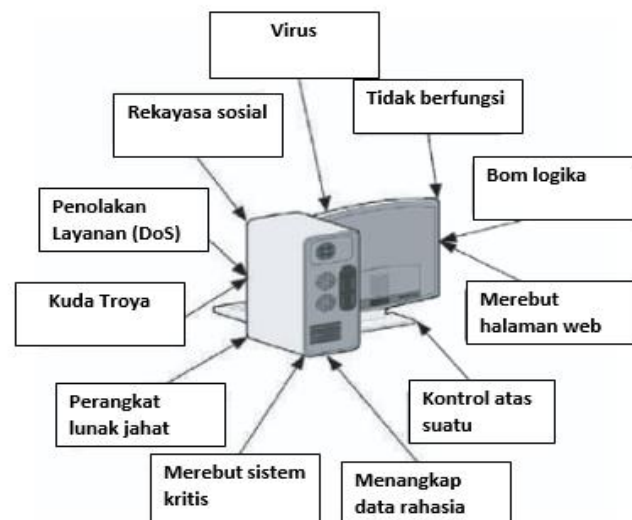 Virus
Tidak berfungsi
Rekayasa sosial
Bom logika
Penolakan
Layanan (DoS)
Kuda Troya
Merebut
halaman web
Perangkat
lunak jahat
Kontrol atas
suatu
Merebut sistem
kritis
Menangkap
data rahasia